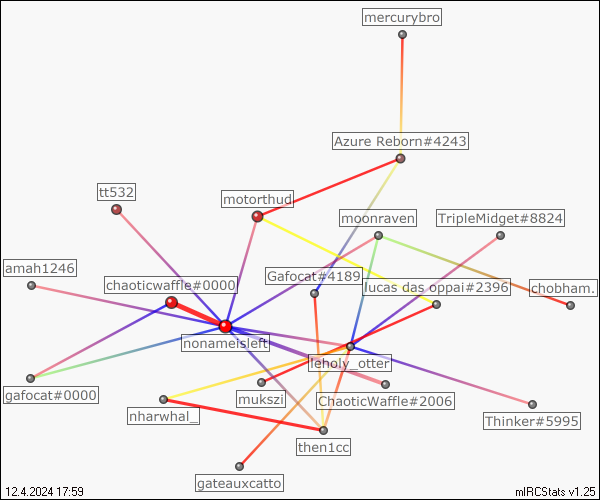 mercurybro
Azure Reborn#4243
tt532
motorthud
moonraven
TripleMidget#8824
amah1246
chaoticwaffle#0000
Gafocat#4189
lucas das oppai#2396
chobham.
nonameisleft
leholy_otter
gafocat#0000
mukszi
ChaoticWaffle#2006
nharwhal_
Thinker#5995
then1cc
gateauxcatto
12.4.2024 17:59
mIRCStats v1.25